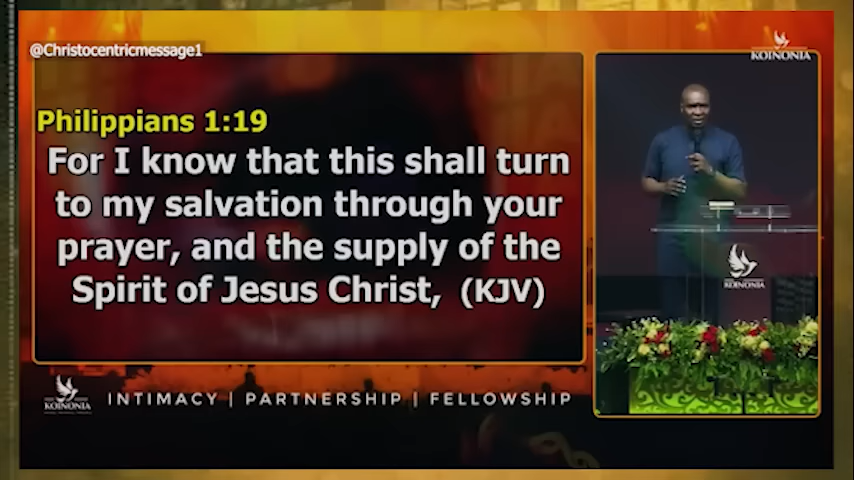 @Christocentricmessage1
KOINONIA
Philippians 1:19
For I know that this shall turn
to my salvation through your
prayer, and the supply of the
Spirit of Jesus Christ, (KJV)
KOINONIA
KOINONIA
INTIMACY | PARTNERSHIP | FELLOWSHIP